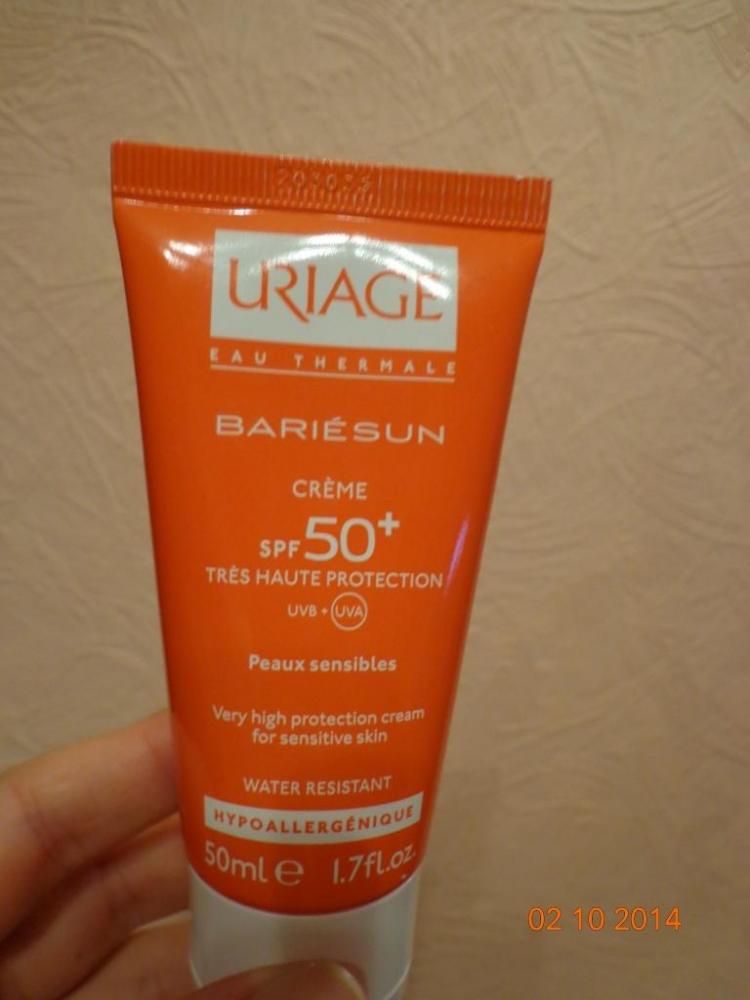 URIAGE
EAU THERMALE
BARIÉSUN
CRÈME
SPF 50+
TRÈS HAUTE PROTECTION
UVB + UVA
Peaux sensibles
Very high protection cream
for sensitive skin
WATER RESISTANT
HYPOALLERGÉNIQUE
50ml e 1.7fl.oz.
02 10 2014